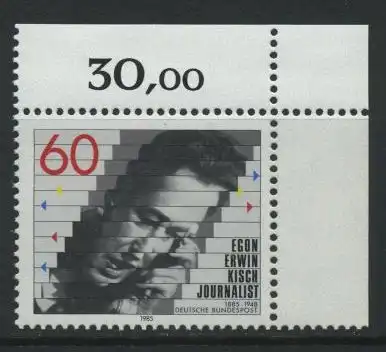 30,00
60
EGON
ERWIN
KISCH
JOURNALIST
1885-1948
DEUTSCHE BUNDESPOST
1985